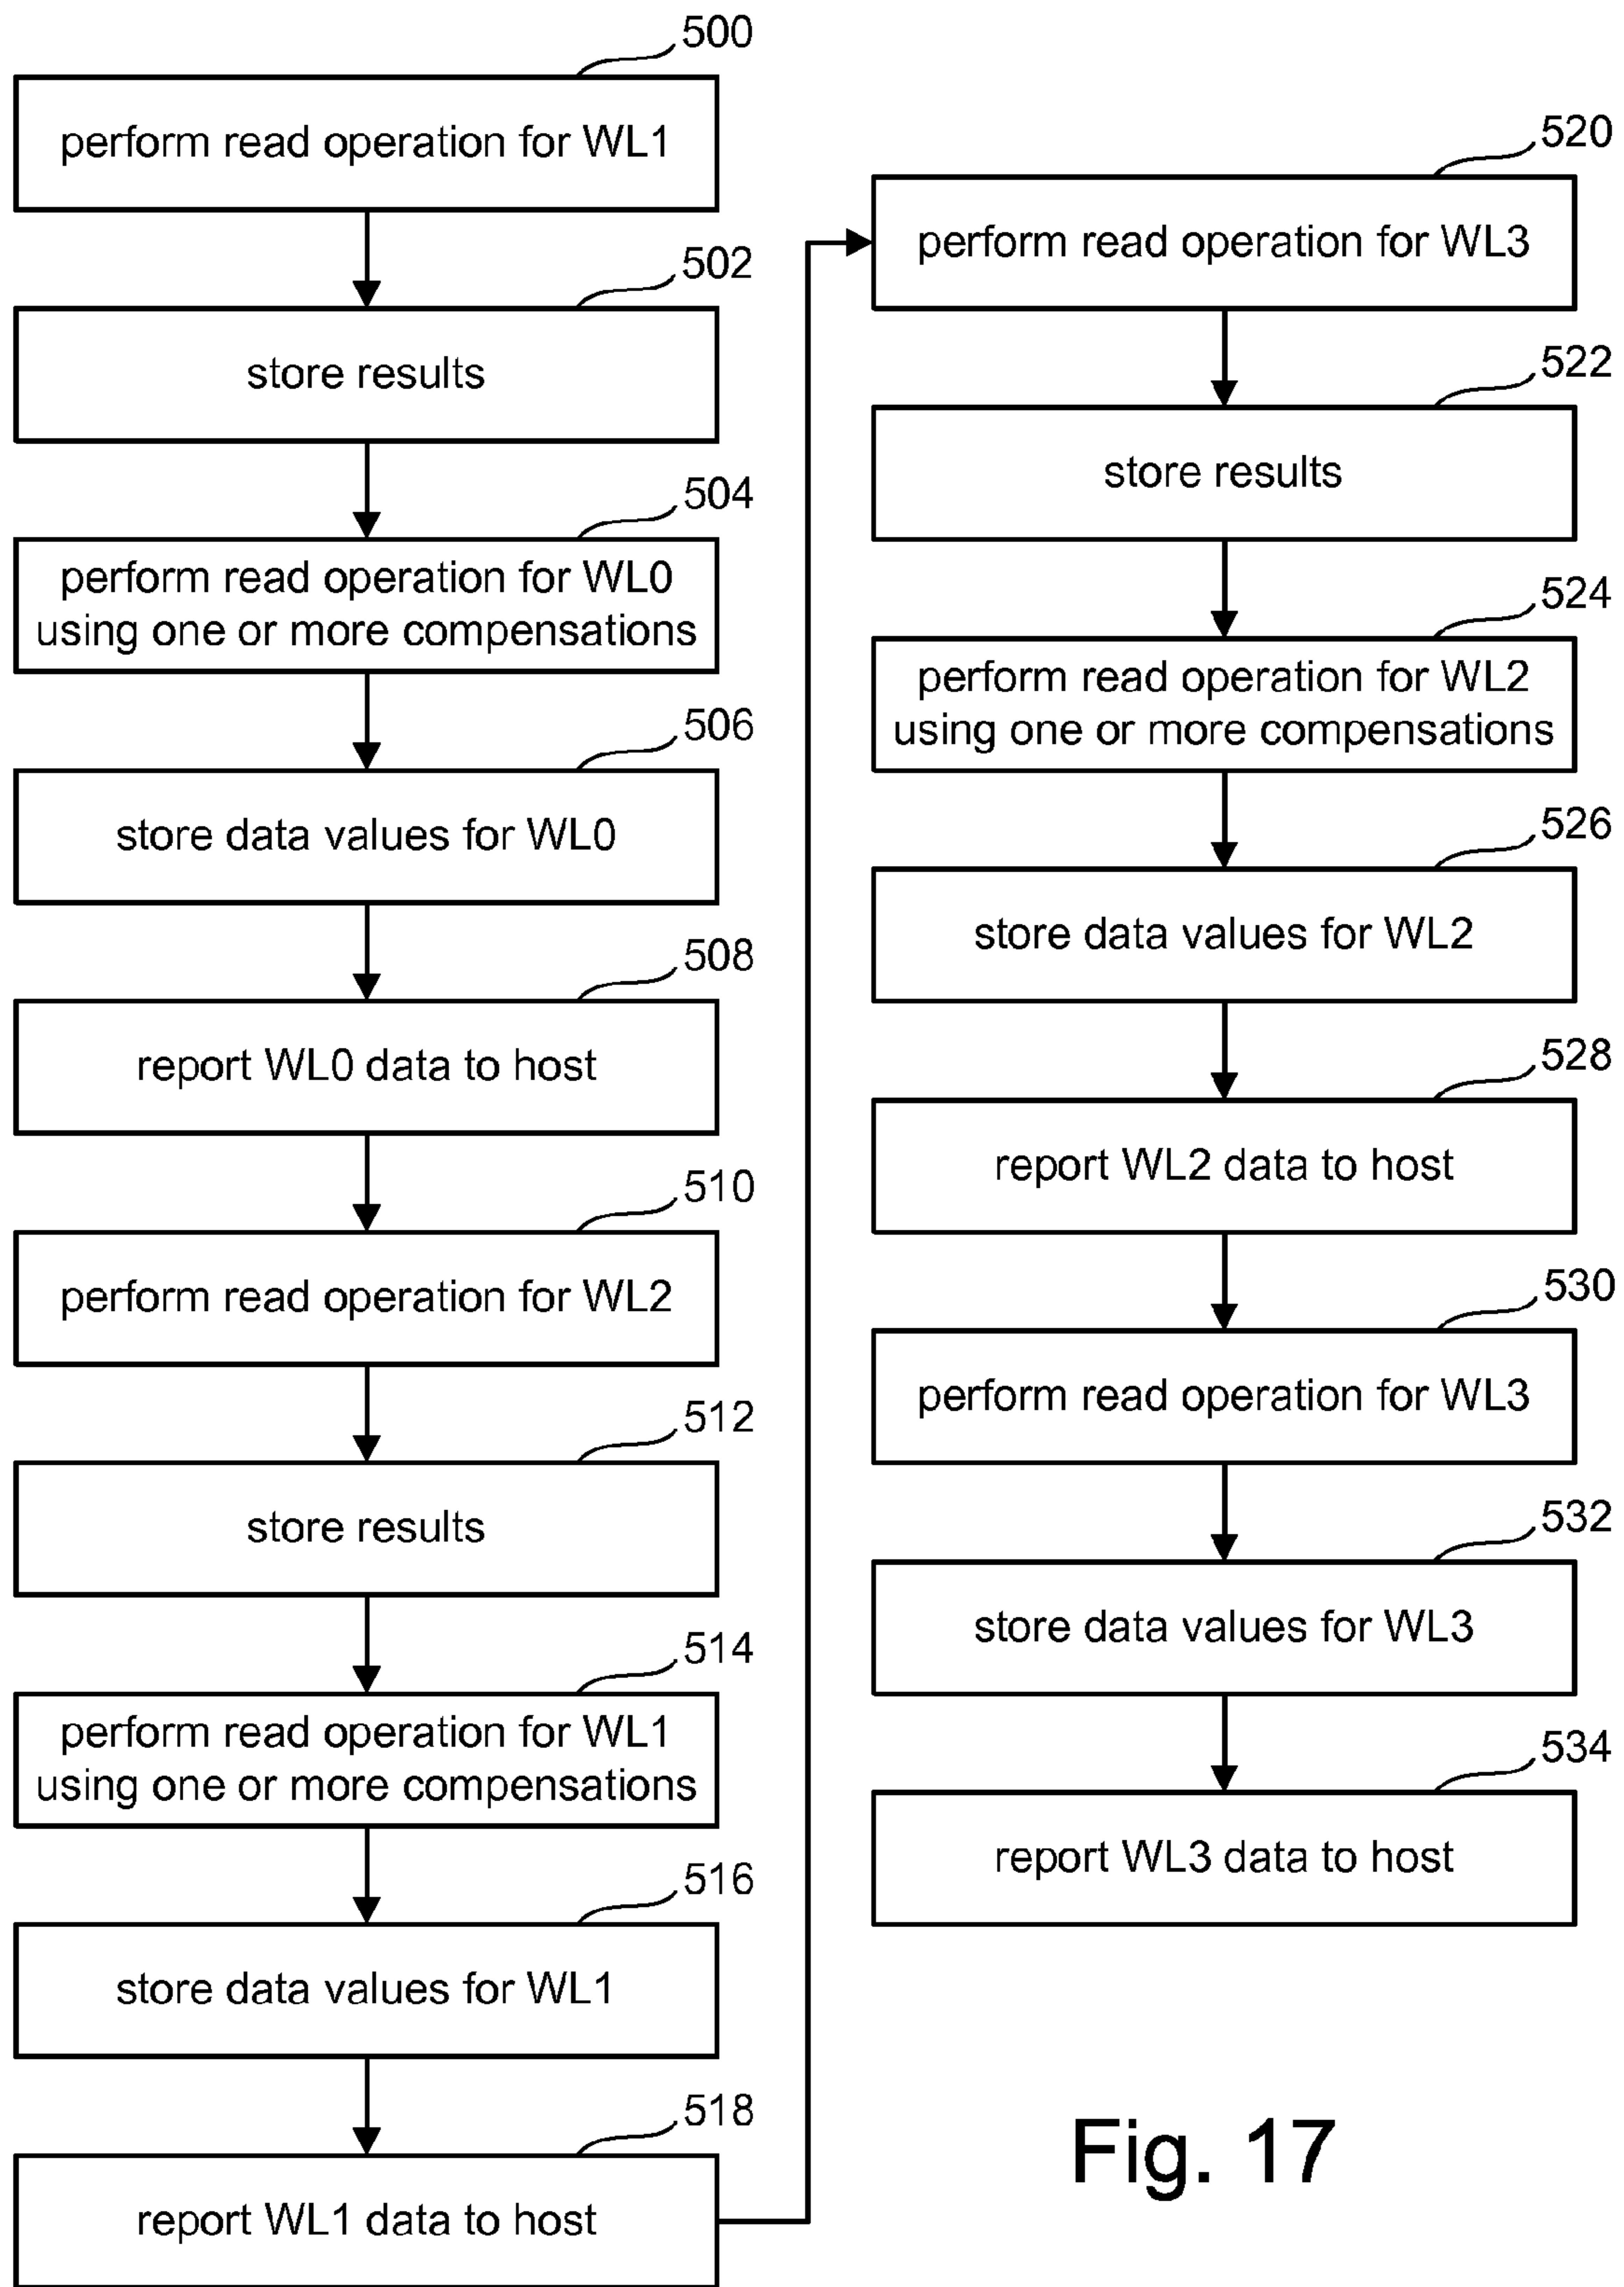 500
perform read operation for WL1
502
store results
504
perform read operation for WL0
using one or more compensations
506
store data values for WL0
508
report WL0 data to host
510
perform read operation for WL2
512
store results
514
perform read operation for WL1
using one or more compensations
516
store data values for WL1
518
report WL1 data to host
520
perform read operation for WL3
522
store results
524
perform read operation for WL2
using one or more compensations
526
store data values for WL2
528
report WL2 data to host
530
perform read operation for WL3
532
store data values for WL3
534
report WL3 data to host
Fig. 17